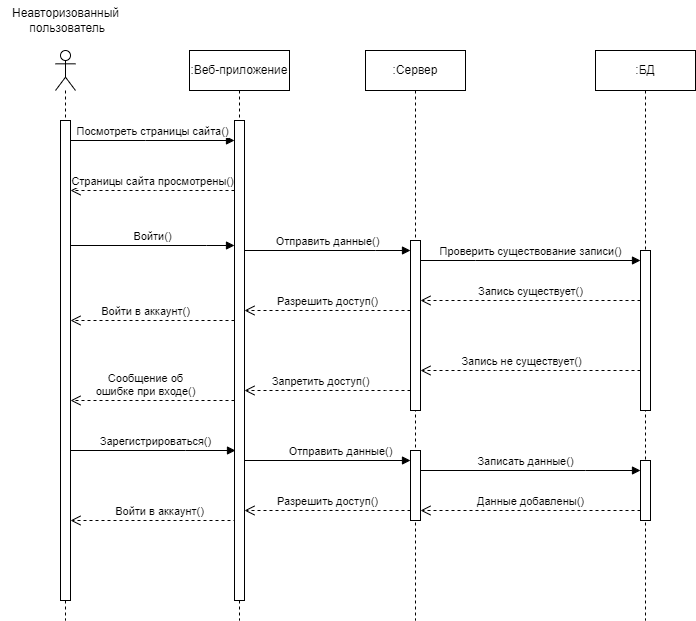 Неавторизованный
пользователь
:Веб-приложение
:Сервер
:БД
Посмотреть страницы сайта()
Страницы сайта просмотрены()
Войти()
Отправить данные()
Проверить существование записи()
Запись существует()
Разрешить доступ()
Войти в аккаунт()
Запись не существует()
Запретить доступ()
Сообщение об
ошибке при входе()
Зарегистрироваться()
Отправить данные()
Записать данные()
Данные добавлены()
Разрешить доступ()
Войти в аккаунт()